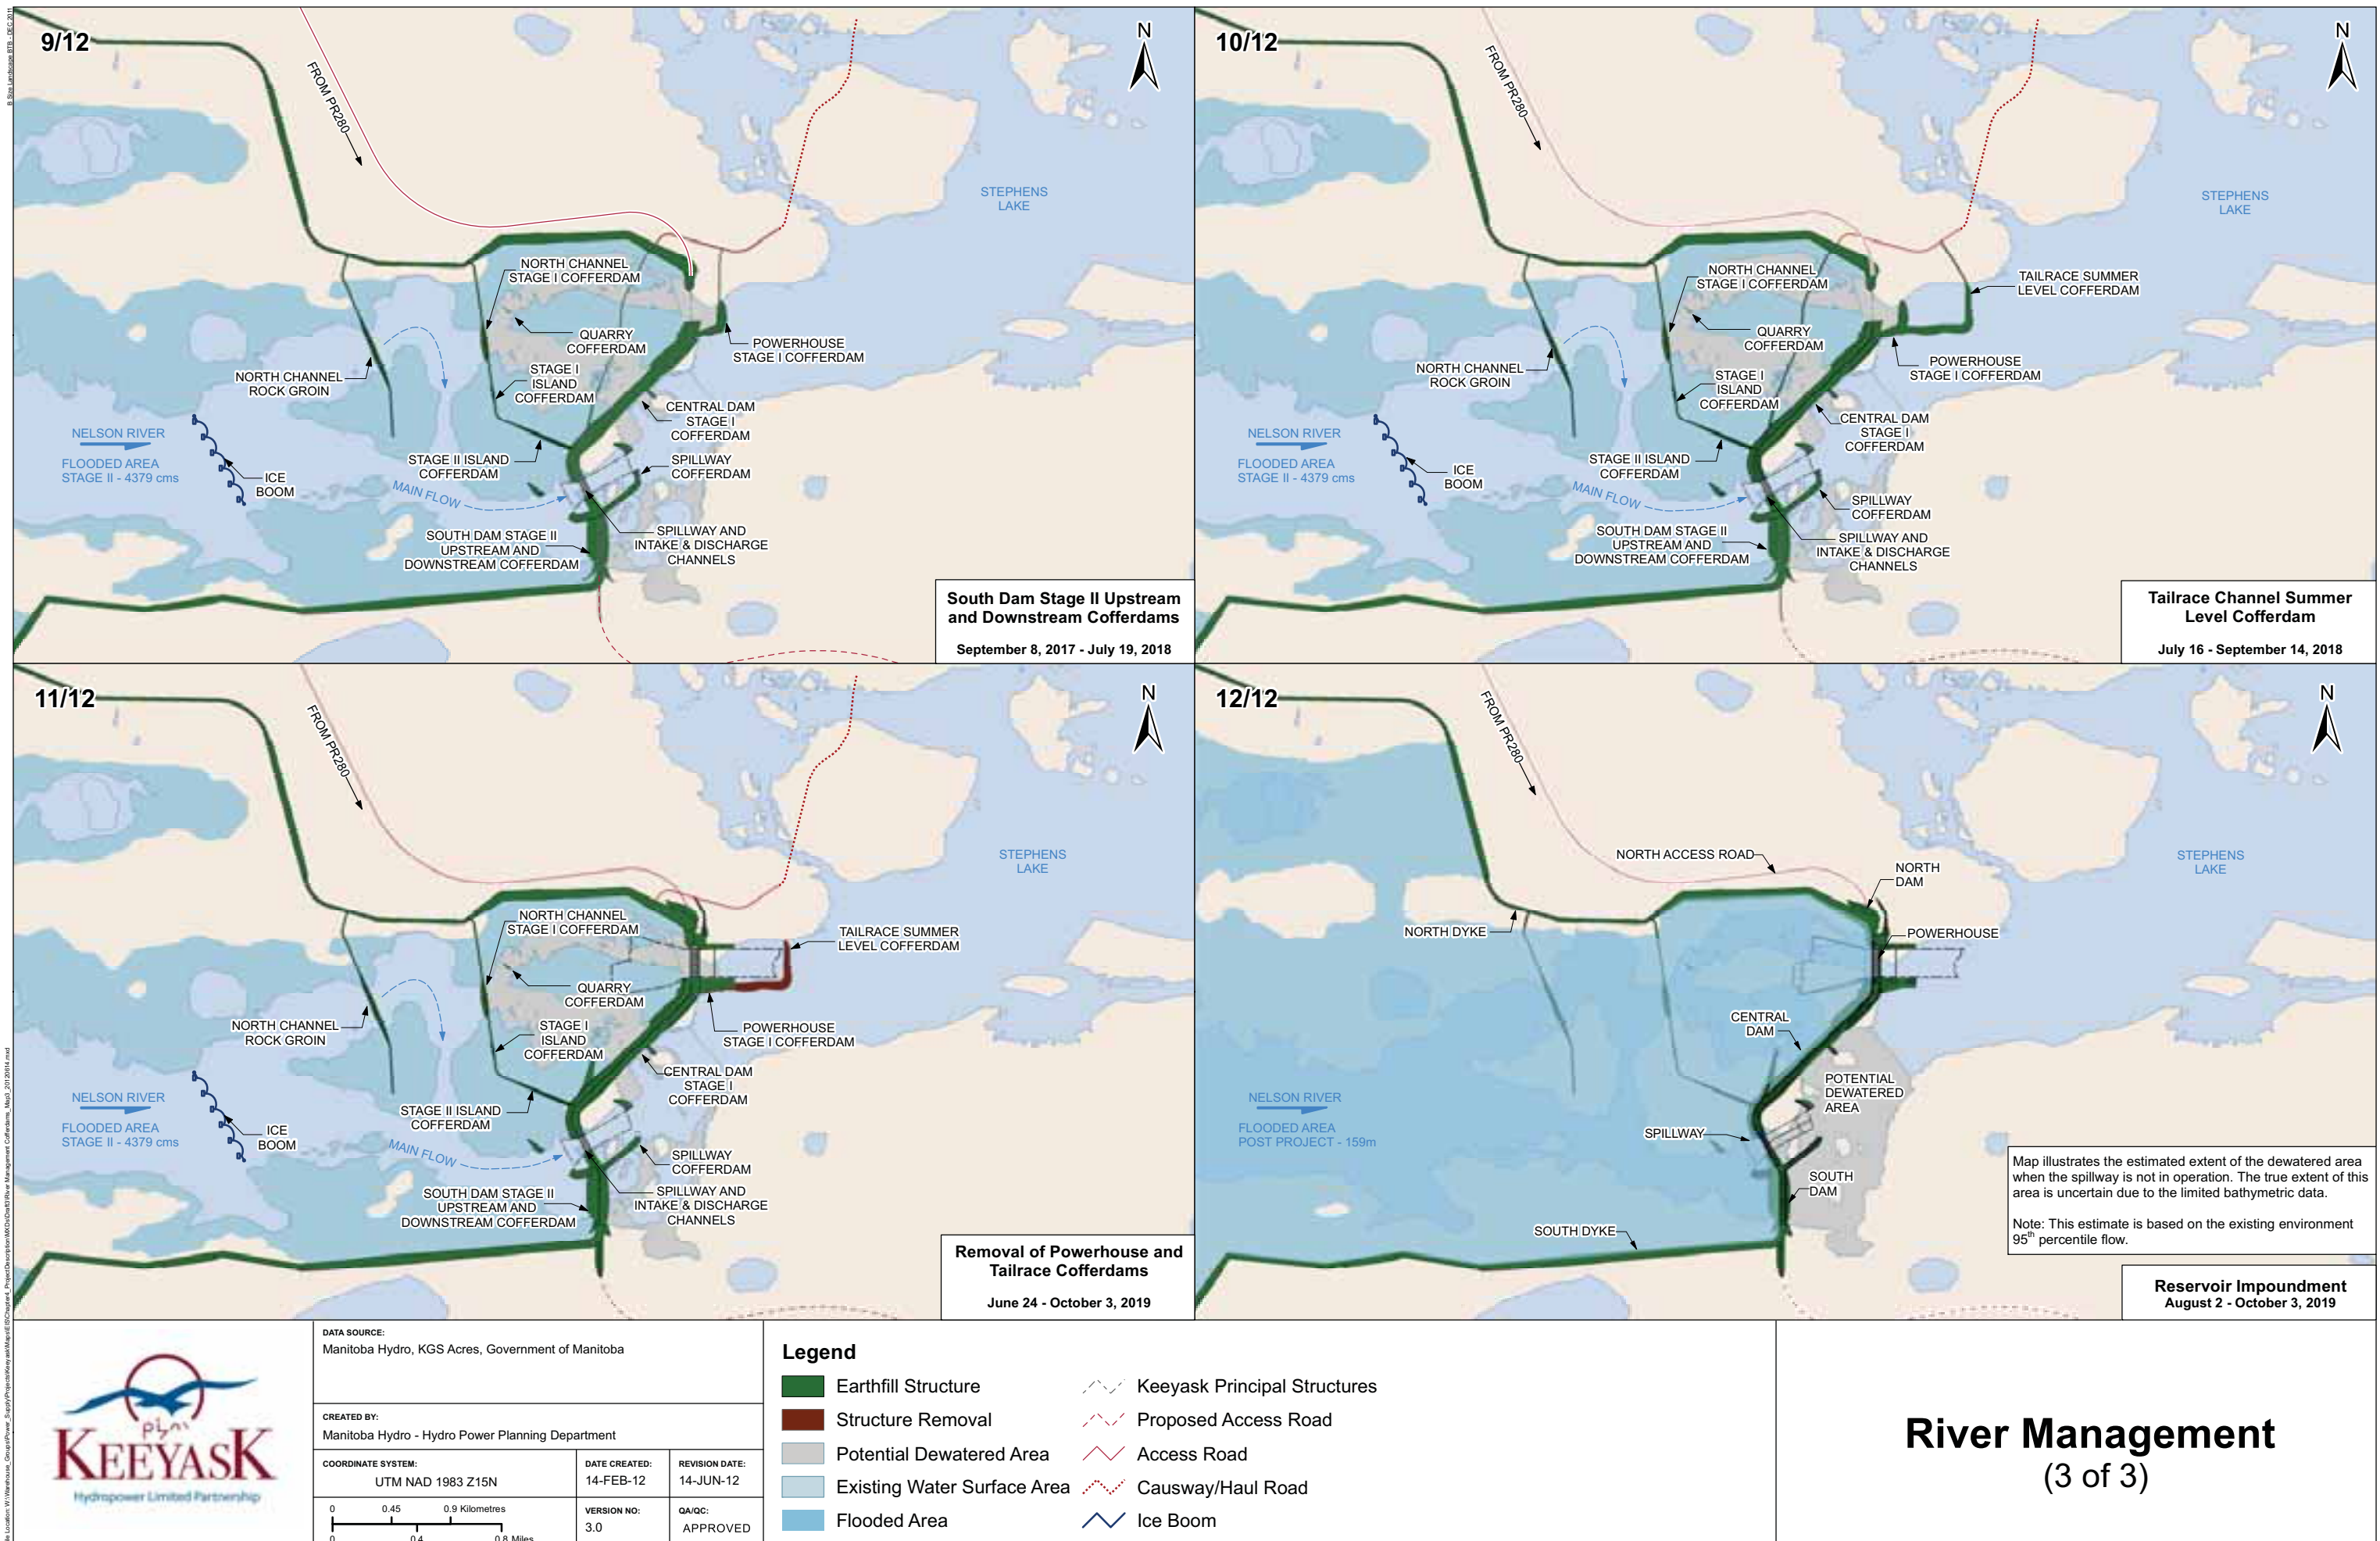 B Size Landscape BTB - DEC 2011
9/12
N
FROM PR280
STEPHENS
LAKE
NORTH CHANNEL
STAGE I COFFERDAM
QUARRY
COFFERDAM
POWERHOUSE
STAGE I COFFERDAM
NORTH CHANNEL
ROCK GROIN
STAGE I
ISLAND
COFFERDAM
CENTRAL DAM
STAGE I
COFFERDAM
NELSON RIVER
FLOODED AREA
STAGE II - 4379 cms
ICE
BOOM
STAGE II ISLAND
COFFERDAM
SPILLWAY
COFFERDAM
MAIN FLOW
SOUTH DAM STAGE II
UPSTREAM AND
DOWNSTREAM COFFERDAM
SPILLWAY AND
INTAKE & DISCHARGE
CHANNELS
South Dam Stage II Upstream
and Downstream Cofferdams
September 8, 2017 - July 19, 2018
10/12
N
FROM PR280
STEPHENS
LAKE
NORTH CHANNEL
STAGE I COFFERDAM
TAILRACE SUMMER
LEVEL COFFERDAM
QUARRY
COFFERDAM
POWERHOUSE
STAGE I COFFERDAM
NORTH CHANNEL
ROCK GROIN
STAGE I
ISLAND
COFFERDAM
CENTRAL DAM
STAGE I
COFFERDAM
NELSON RIVER
FLOODED AREA
STAGE II - 4379 cms
ICE
BOOM
STAGE II ISLAND
COFFERDAM
MAIN FLOW
SPILLWAY
COFFERDAM
SOUTH DAM STAGE II
UPSTREAM AND
DOWNSTREAM COFFERDAM
SPILLWAY AND
INTAKE & DISCHARGE
CHANNELS
Tailrace Channel Summer
Level Cofferdam
July 16 - September 14, 2018
11/12
N
FROM PR280
STEPHENS
LAKE
NORTH CHANNEL
STAGE I COFFERDAM
TAILRACE SUMMER
LEVEL COFFERDAM
QUARRY
COFFERDAM
NORTH CHANNEL
ROCK GROIN
STAGE I
ISLAND
COFFERDAM
POWERHOUSE
STAGE I COFFERDAM
CENTRAL DAM
STAGE I
COFFERDAM
NELSON RIVER
FLOODED AREA
STAGE II - 4379 cms
ICE
BOOM
STAGE II ISLAND
COFFERDAM
MAIN FLOW
SPILLWAY
COFFERDAM
SOUTH DAM STAGE II
UPSTREAM AND
DOWNSTREAM COFFERDAM
SPILLWAY AND
INTAKE & DISCHARGE
CHANNELS
Removal of Powerhouse and
Tailrace Cofferdams
June 24 - October 3, 2019
12/12
N
FROM PR280
STEPHENS
LAKE
NORTH ACCESS ROAD
NORTH
DAM
NORTH DYKE
POWERHOUSE
CENTRAL
DAM
POTENTIAL
DEWATERED
AREA
NELSON RIVER
FLOODED AREA
POST PROJECT - 159m
SPILLWAY
SOUTH
DAM
SOUTH DYKE
Map illustrates the estimated extent of the dewatered area
when the spillway is not in operation. The true extent of this
area is uncertain due to the limited bathymetric data.
Note: This estimate is based on the existing environment
95th percentile flow.
Reservoir Impoundment
August 2 - October 3, 2019
KEEYASK
Hydropower Limited Partnership
DATA SOURCE:
Manitoba Hydro, KGS Acres, Government of Manitoba
CREATED BY:
Manitoba Hydro - Hydro Power Planning Department
COORDINATE SYSTEM:
UTM NAD 1983 Z15N
DATE CREATED:
14-FEB-12
REVISION DATE:
14-JUN-12
0 0.45 0.9 Kilometres
0 0.4 0.8 Miles
VERSION NO:
3.0
QA/QC:
APPROVED
Legend
Earthfill Structure
Structure Removal
Potential Dewatered Area
Existing Water Surface Area
Flooded Area
Keeyask Principal Structures
Proposed Access Road
Access Road
Causway/Haul Road
Ice Boom
River Management
(3 of 3)